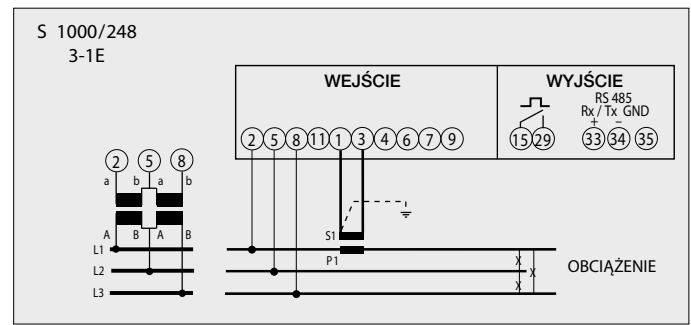 S 1000/248
3-1E
WEJŚCIE
WYJŚCIE
RS 485
Rx / Tx GND
+ –
2 5 8 11 1 3 4 6 7 9
15 29 33 34 35
2 5 8
a b a b
A B A B
S1
P1
L1
L2
L3
X
X
X
OBCIĄŻENIE